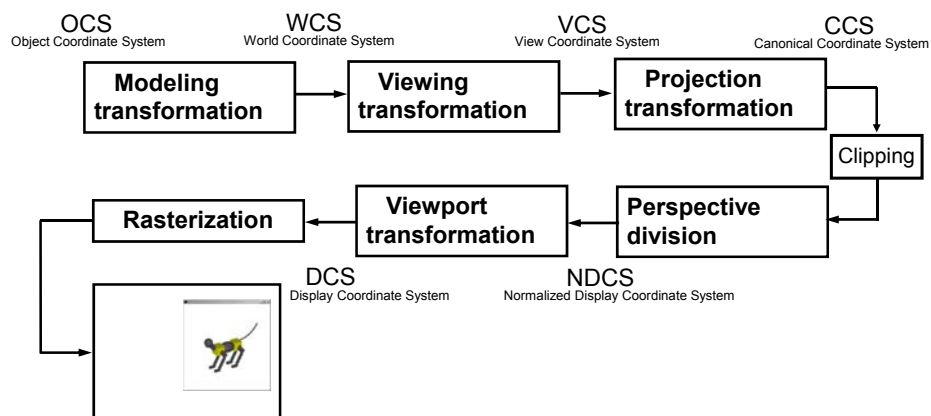 OCS
Object Coordinate System
WCS
World Coordinate System
VCS
View Coordinate System
CCS
Canonical Coordinate System
Modeling
transformation
Viewing
transformation
Projection
transformation
Clipping
Rasterization
Viewport
transformation
Perspective
division
DCS
Display Coordinate System
NDCS
Normalized Display Coordinate System